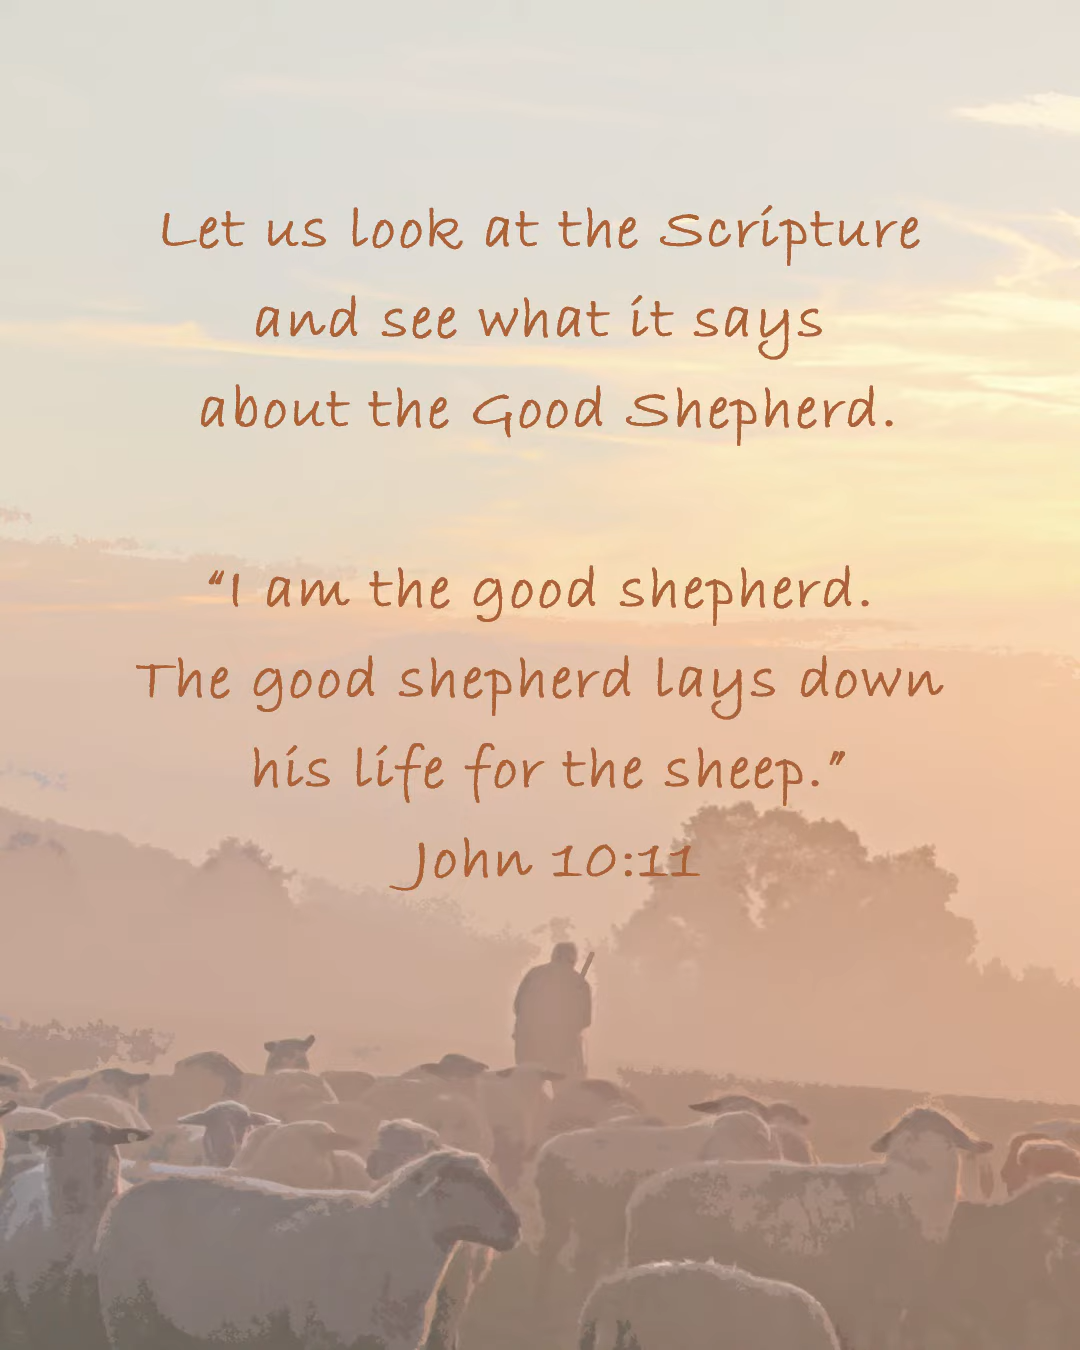 Let us look at the Scripture
and see what it says
about the Good Shepherd.
“I am the good shepherd.
The good shepherd lays down
his life for the sheep.”
John 10:11